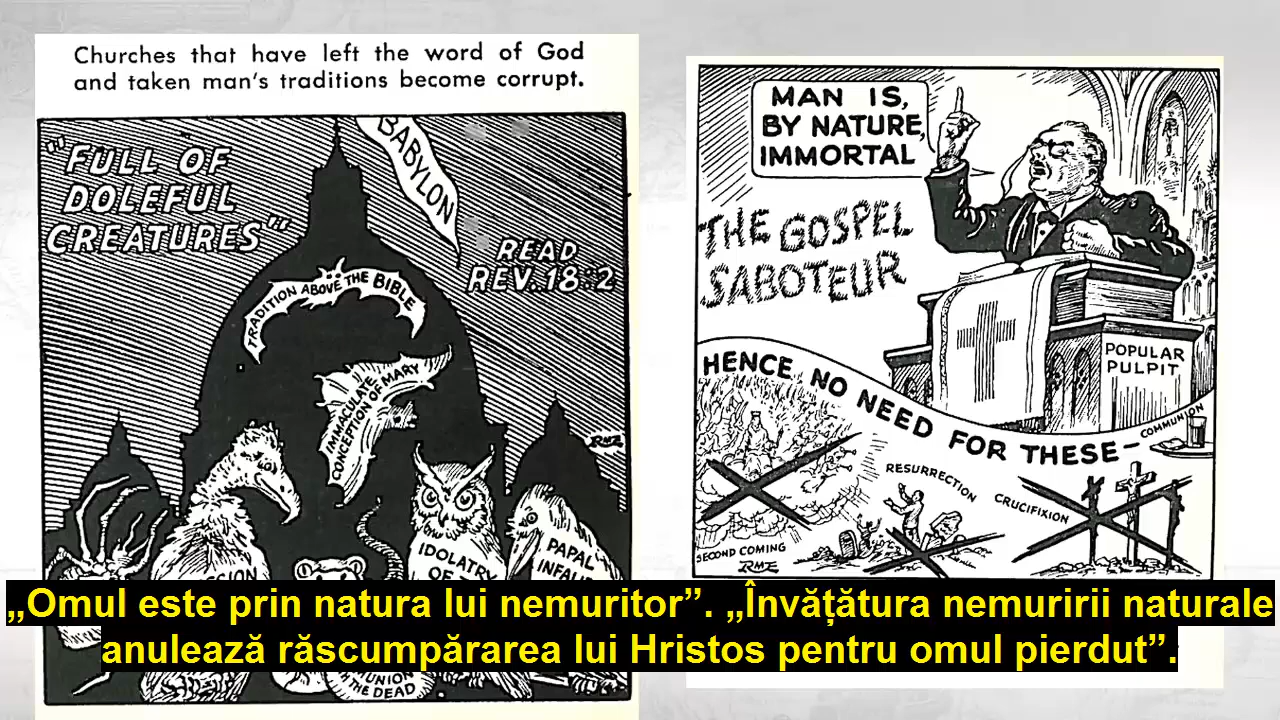 Churches that have left the word of God
and taken man's traditions become corrupt.
"FULL OF
DOLEFUL
CREATURES"
BABYLON
READ
REV. 18:2
TRADITION ABOVE THE BIBLE
IMMACULATE
CONCEPTION OF MARY
IDOLATRY
OF
PAPAL
THE DEAD
RME
MAN IS,
BY NATURE,
IMMORTAL
THE GOSPEL
SABOTEUR
POPULAR
PULPIT
HENCE NO NEED FOR THESE—
COMMUNION
RESURRECTION
CRUCIFIXION
SECOND COMING
RME
„Omul este prin natura lui nemuritor”. „Învățătura nemuririi naturale
anulează răscumpărarea lui Hristos pentru omul pierdut”.